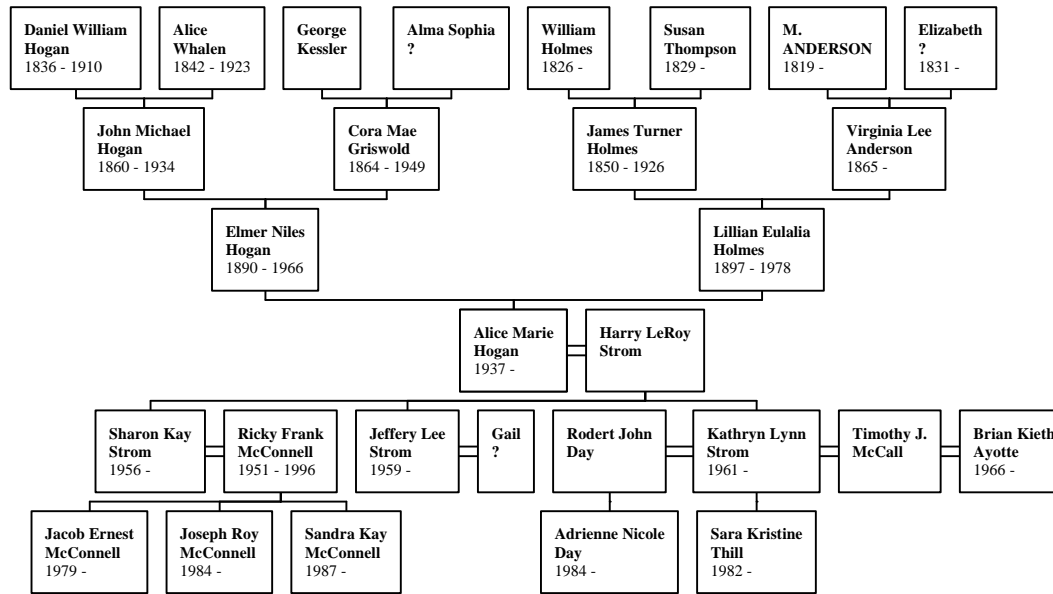 Daniel William
Hogan
1836 - 1910
Alice
Whalen
1842 - 1923
George
Kessler
Alma Sophia
?
William
Holmes
1826 -
Susan
Thompson
1829 -
M.
ANDERSON
1819 -
Elizabeth
?
1831 -
John Michael
Hogan
1860 - 1934
Cora Mae
Griswold
1864 - 1949
James Turner
Holmes
1850 - 1926
Virginia Lee
Anderson
1865 -
Elmer Niles
Hogan
1890 - 1966
Lillian Eulalia
Holmes
1897 - 1978
Alice Marie
Hogan
1937 -
Harry LeRoy
Strom
Sharon Kay
Strom
1956 -
Ricky Frank
McConnell
1951 - 1996
Jeffery Lee
Strom
1959 -
Gail
?
Rodert John
Day
Kathryn Lynn
Strom
1961 -
Timothy J.
McCall
Brian Kieth
Ayotte
1966 -
Jacob Ernest
McConnell
1979 -
Joseph Roy
McConnell
1984 -
Sandra Kay
McConnell
1987 -
Adrienne Nicole
Day
1984 -
Sara Kristine
Thill
1982 -